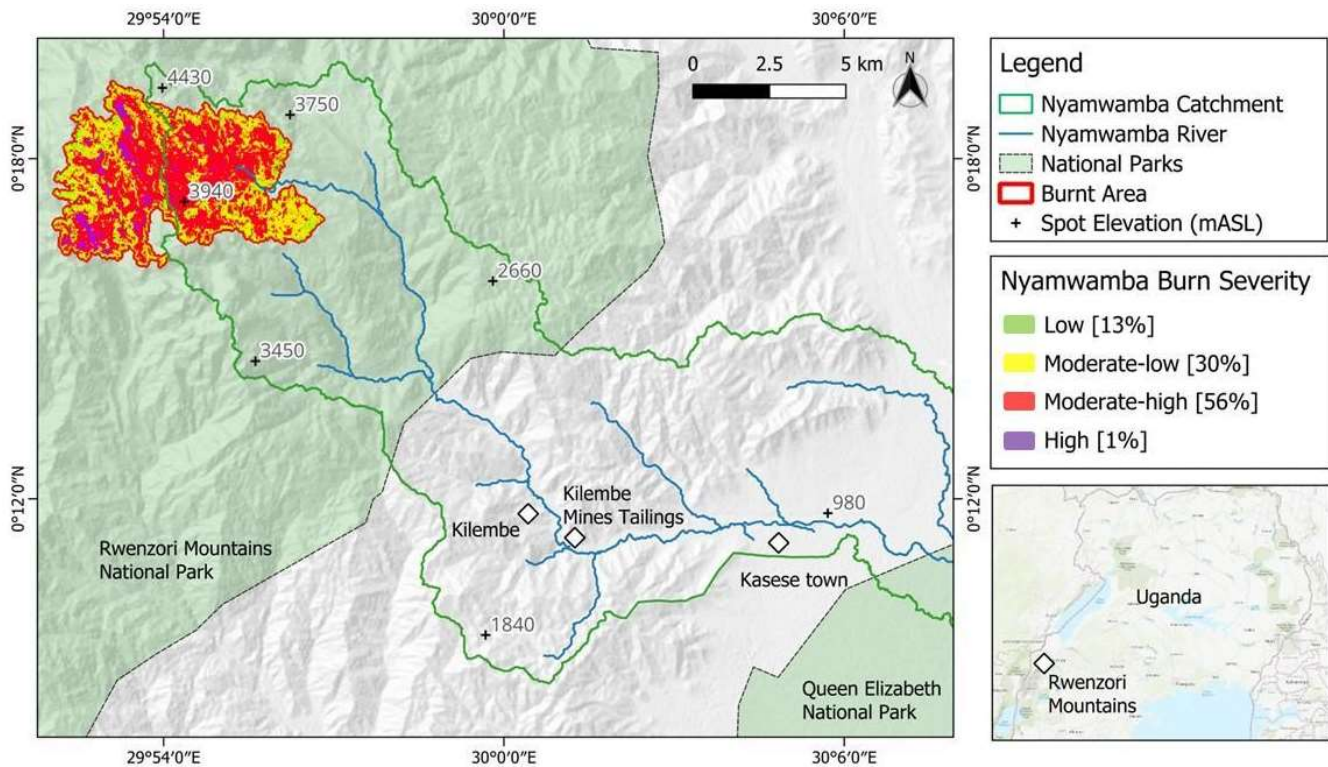 29°54′0″E
30°0′0″E
30°6′0″E
0°18′0″N
0°12′0″N
4430
3750
3940
2660
3450
0 2.5 5 km
N
Kilembe
Kilembe
Mines Tailings
980
Kasese town
1840
Rwenzori Mountains
National Park
Queen Elizabeth
National Park
29°54′0″E
30°0′0″E
30°6′0″E
0°18′0″N
0°12′0″N
Legend
Nyamwamba Catchment
Nyamwamba River
National Parks
Burnt Area
Spot Elevation (mASL)
Nyamwamba Burn Severity
Low [13%]
Moderate-low [30%]
Moderate-high [56%]
High [1%]
Uganda
Rwenzori
Mountains